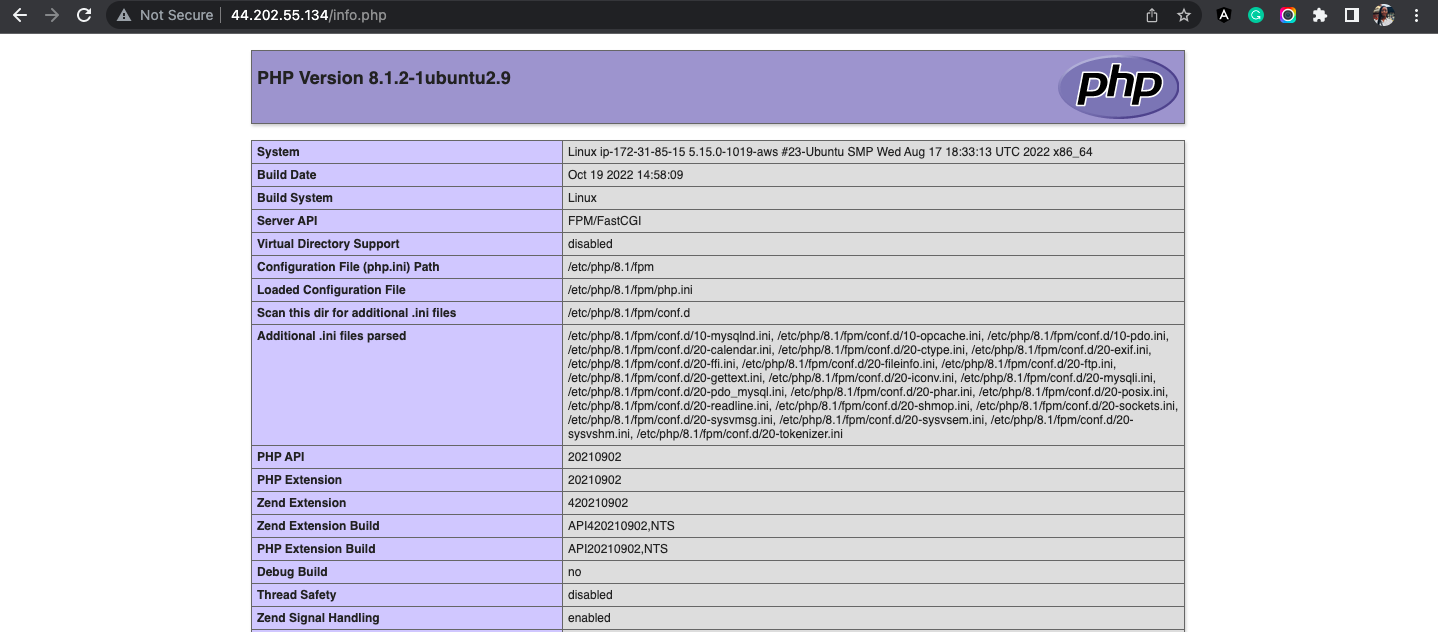 Not Secure 44.202.55.134/info.php
PHP Version 8.1.2-1ubuntu2.9 php
System Linux ip-172-31-85-15 5.15.0-1019-aws #23-Ubuntu SMP Wed Aug 17 18:33:13 UTC 2022 x86_64
Build Date Oct 19 2022 14:58:09
Build System Linux
Server API FPM/FastCGI
Virtual Directory Support disabled
Configuration File (php.ini) Path /etc/php/8.1/fpm
Loaded Configuration File /etc/php/8.1/fpm/php.ini
Scan this dir for additional .ini files /etc/php/8.1/fpm/conf.d
Additional .ini files parsed /etc/php/8.1/fpm/conf.d/10-mysqlnd.ini, /etc/php/8.1/fpm/conf.d/10-opcache.ini, /etc/php/8.1/fpm/conf.d/10-pdo.ini,
/etc/php/8.1/fpm/conf.d/20-calendar.ini, /etc/php/8.1/fpm/conf.d/20-ctype.ini, /etc/php/8.1/fpm/conf.d/20-exif.ini,
/etc/php/8.1/fpm/conf.d/20-ffi.ini, /etc/php/8.1/fpm/conf.d/20-fileinfo.ini, /etc/php/8.1/fpm/conf.d/20-ftp.ini,
/etc/php/8.1/fpm/conf.d/20-gettext.ini, /etc/php/8.1/fpm/conf.d/20-iconv.ini, /etc/php/8.1/fpm/conf.d/20-mysqli.ini,
/etc/php/8.1/fpm/conf.d/20-pdo_mysql.ini, /etc/php/8.1/fpm/conf.d/20-phar.ini, /etc/php/8.1/fpm/conf.d/20-posix.ini,
/etc/php/8.1/fpm/conf.d/20-readline.ini, /etc/php/8.1/fpm/conf.d/20-shmop.ini, /etc/php/8.1/fpm/conf.d/20-sockets.ini,
/etc/php/8.1/fpm/conf.d/20-sysvmsg.ini, /etc/php/8.1/fpm/conf.d/20-sysvsem.ini, /etc/php/8.1/fpm/conf.d/20-
sysvshm.ini, /etc/php/8.1/fpm/conf.d/20-tokenizer.ini
PHP API 20210902
PHP Extension 20210902
Zend Extension 420210902
Zend Extension Build API420210902,NTS
PHP Extension Build API20210902,NTS
Debug Build no
Thread Safety disabled
Zend Signal Handling enabled